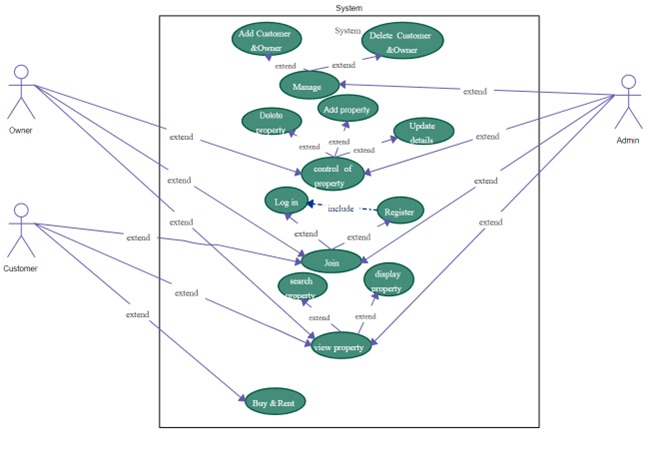 System
Add Customer
&Owner
System
Delete Customer
&Owner
extend
extend
Manage
extend
Owner
Admin
Delete
property
Add property
Update
details
extend
extend
extend
extend
extend
control of
property
extend
Log in
include
Register
extend
Customer
extend
extend
extend
extend
extend
Join
search
property
display
property
extend
extend
extend
extend
view property
Buy &Rent